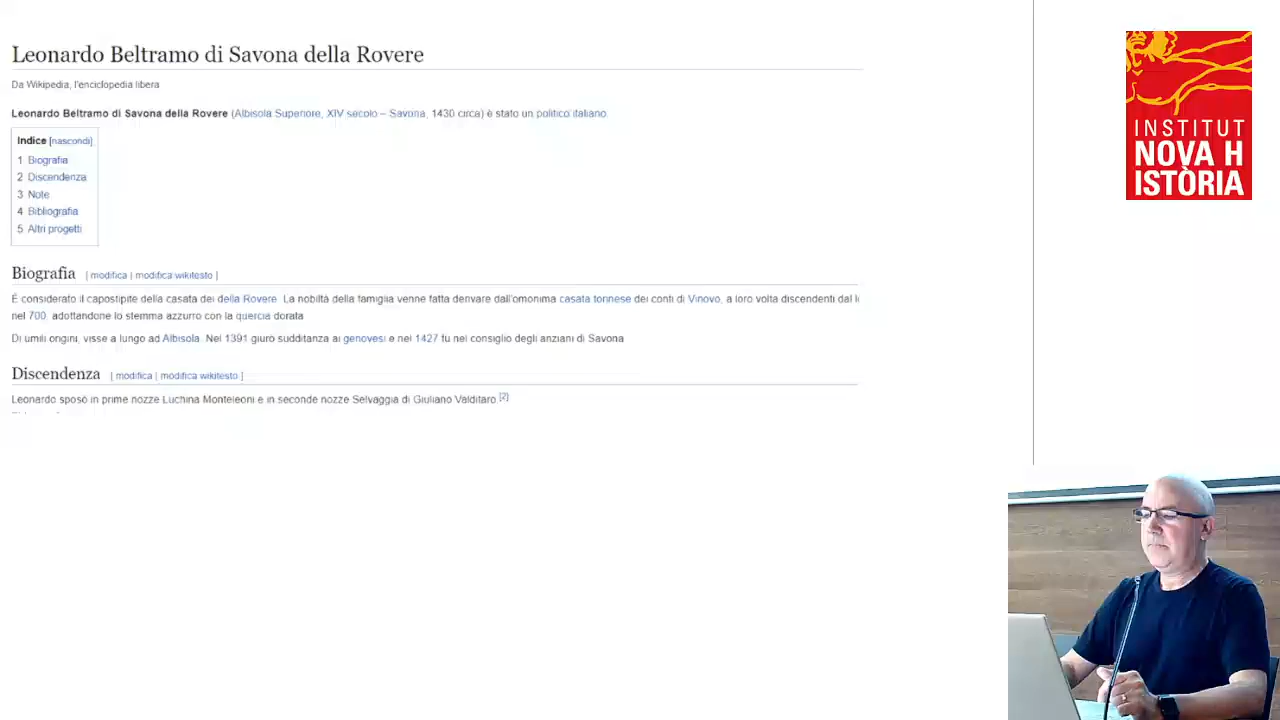 Leonardo Beltramo di Savona della Rovere
Da Wikipedia, l'enciclopedia libera
Leonardo Beltramo di Savona della Rovere (Albisola Superiore, XIV secolo – Savona, 1430 circa) è stato un politico italiano.
Indice [nascondi]
1 Biografia
2 Discendenza
3 Note
4 Bibliografia
5 Altri progetti
Biografia [ modifica | modifica wikitesto ]
È considerato il capostipite della casata dei della Rovere. La nobiltà della famiglia venne fatta derivare dall'omonima casata torinese dei conti di Vinovo, a loro volta discendenti dal
nel 700, adottandone lo stemma azzurro con la quercia dorata
Di umili origini, visse a lungo ad Albisola. Nel 1391 giurò sudditanza ai genovesi e nel 1427 fu nel consiglio degli anziani di Savona
Discendenza [ modifica | modifica wikitesto ]
Leonardo sposò in prime nozze Luchina Monteleoni e in seconde nozze Selvaggia di Giuliano Valditaro.[2]
INSTITUT
NOVA H
ISTÒRIA